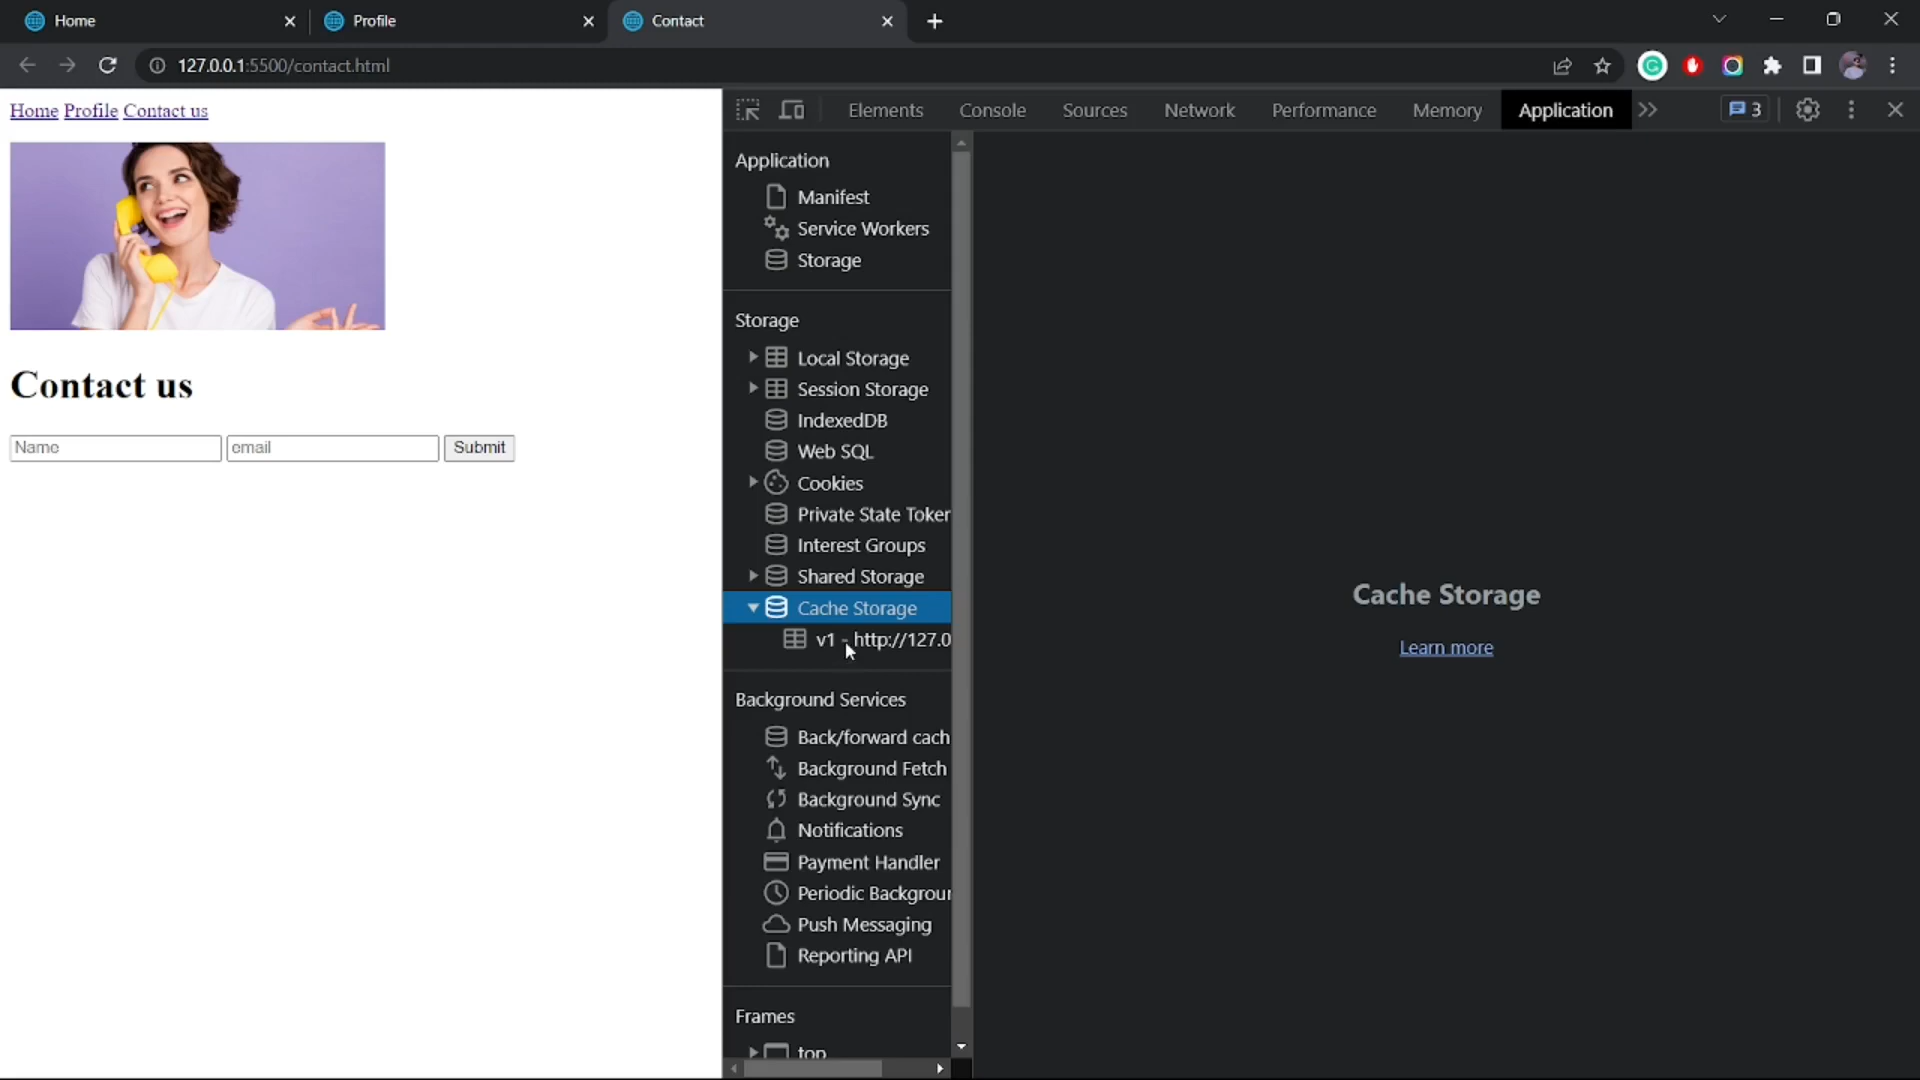 Home Profile Contact
127.0.0.1:5500/contact.html
Home Profile Contact us
Contact us
Name email Submit
Elements Console Sources Network Performance Memory Application 3
Application
Manifest
Service Workers
Storage
Storage
Local Storage
Session Storage
IndexedDB
Web SQL
Cookies
Private State Token
Interest Groups
Shared Storage
Cache Storage
v1 - http://127.0
Background Services
Back/forward cach
Background Fetch
Background Sync
Notifications
Payment Handler
Periodic Backgroun
Push Messaging
Reporting API
Frames
top
Cache Storage
Learn more